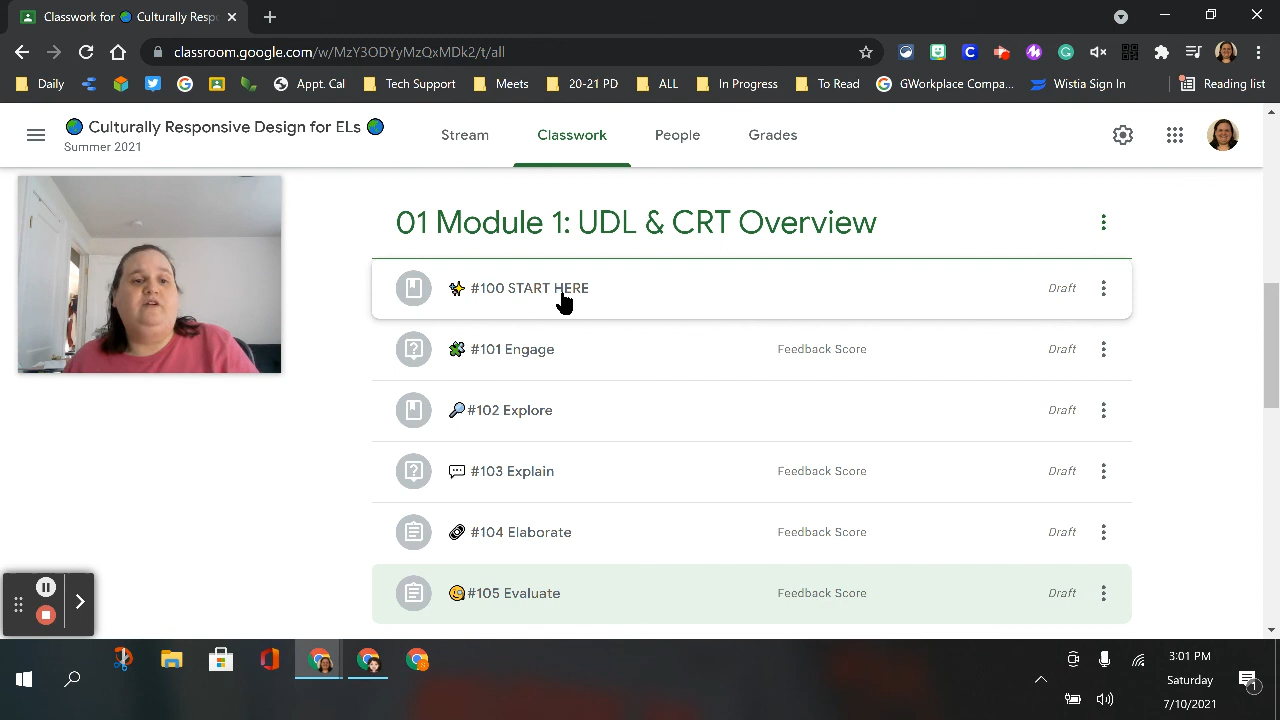 Classwork for 🌏 Culturally Resp
classroom.google.com/w/MzY3ODYyMzQxMDk2/t/all
Daily
Appt. Cal
Tech Support
Meets
20-21 PD
ALL
In Progress
To Read
GWorkplace Compa...
Wistia Sign In
Reading list
🌏 Culturally Responsive Design for ELs 🌏
Summer 2021
Stream
Classwork
People
Grades
01 Module 1: UDL & CRT Overview
✨ #100 START HERE
Draft
🧩 #101 Engage
Feedback Score
Draft
🔎 #102 Explore
Draft
💬 #103 Explain
Feedback Score
Draft
#104 Elaborate
Feedback Score
Draft
#105 Evaluate
Feedback Score
Draft
3:01 PM
Saturday
7/10/2021
1